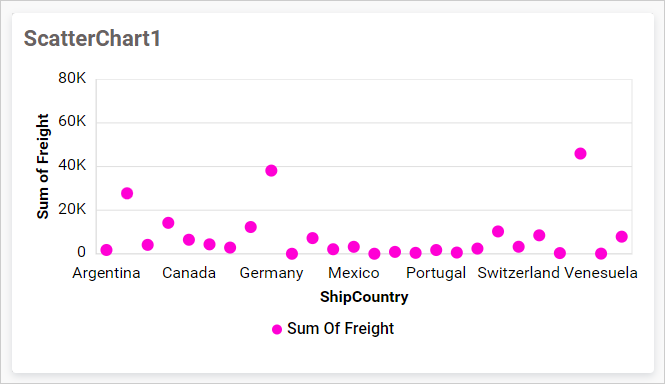 ScatterChart1
80K
60K
40K
20K
0
Sum of Freight
Argentina Canada Germany Mexico Portugal Switzerland Venesuela
ShipCountry
Sum Of Freight